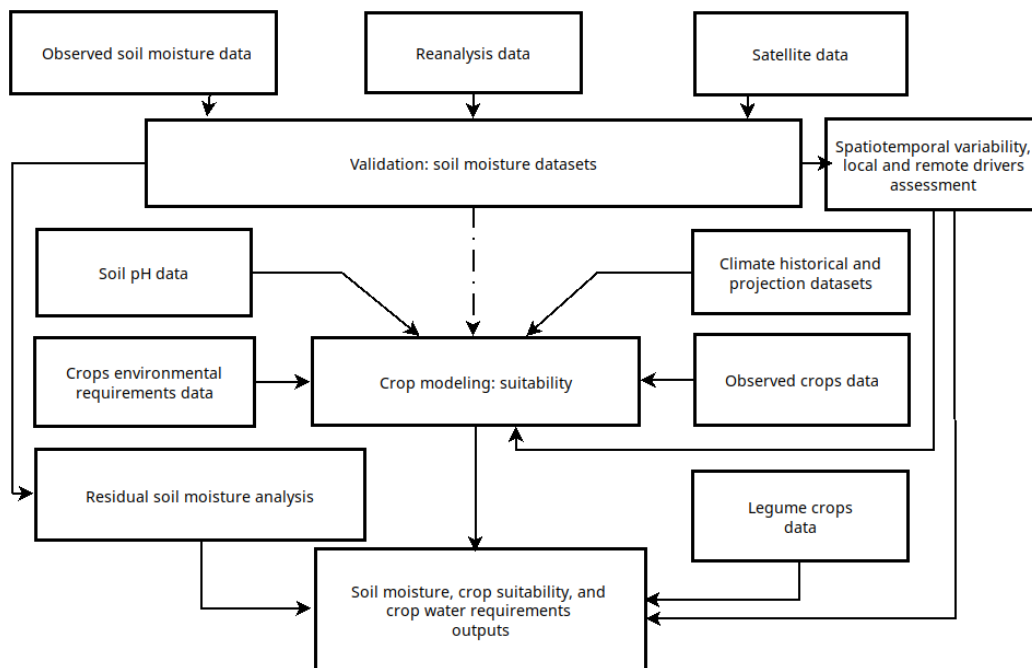 Observed soil moisture data
Reanalysis data
Satellite data
Validation: soil moisture datasets
Spatiotemporal variability,
local and remote drivers
assessment
Soil pH data
Climate historical and
projection datasets
Crops environmental
requirements data
Crop modeling: suitability
Observed crops data
Residual soil moisture analysis
Legume crops
data
Soil moisture, crop suitability, and
crop water requirements
outputs